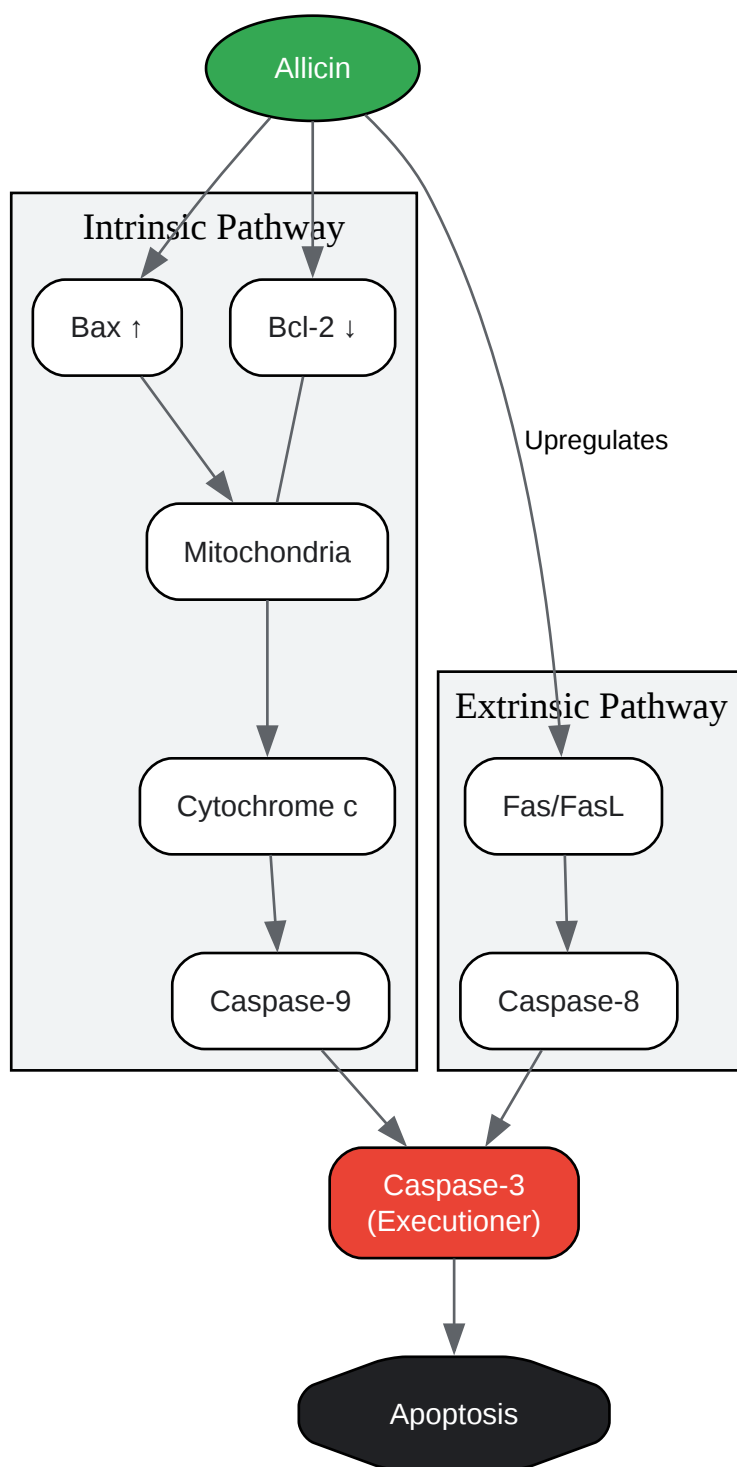 Allicin
Intrinsic Pathway
Bax ↑
Bcl-2 ↓
Upregulates
Mitochondria
Extrinsic Pathway
Cytochrome c
Fas/FasL
Caspase-9
Caspase-8
Caspase-3
(Executioner)
Apoptosis